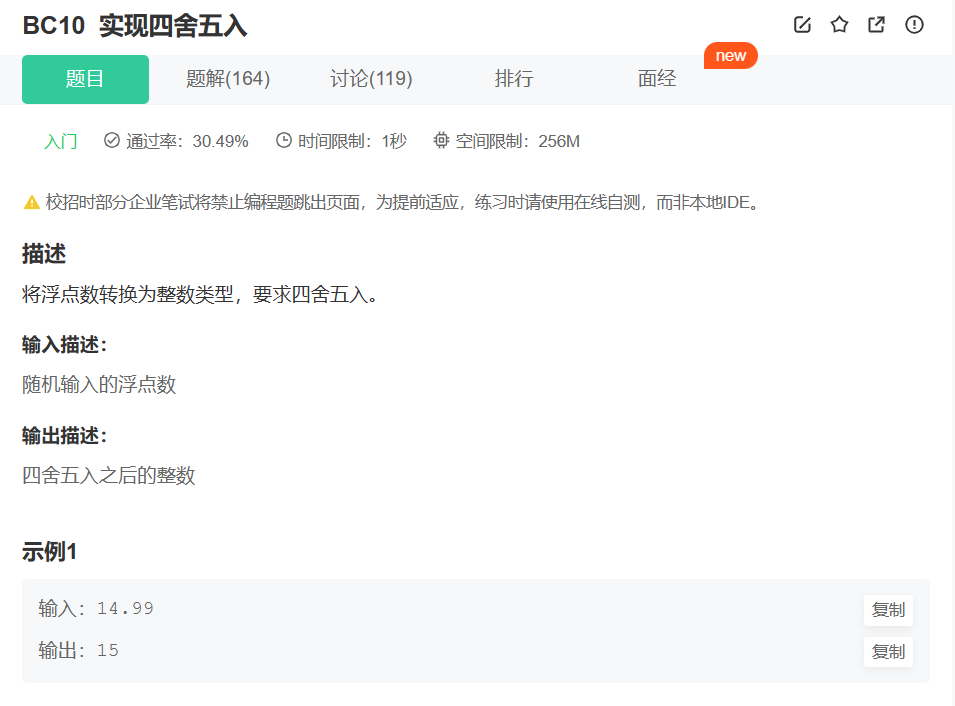 BC10 实现四舍五入
题目 题解(164) 讨论(119) 排行 面经 new
入门 通过率：30.49% 时间限制：1秒 空间限制：256M
校招时部分企业笔试将禁止编程题跳出页面，为提前适应，练习时请使用在线自测，而非本地IDE。
描述
将浮点数转换为整数类型，要求四舍五入。
输入描述：
随机输入的浮点数
输出描述：
四舍五入之后的整数
示例1
输入：14.99 复制
输出：15 复制